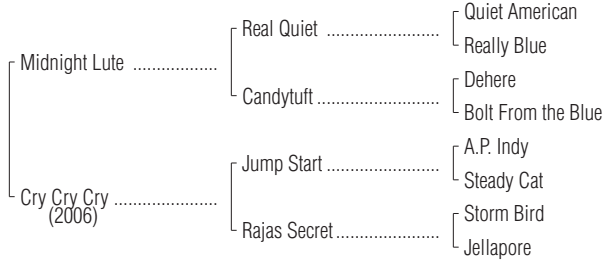 Quiet American
Real Quiet ..................
Really Blue
Midnight Lute ..................
Dehere
Candytuft ....................
Bolt From the Blue
A.P. Indy
Jump Start ..................
Steady Cat
Cry Cry Cry ......................
(2006)
Storm Bird
Rajas Secret .................
Jellapore